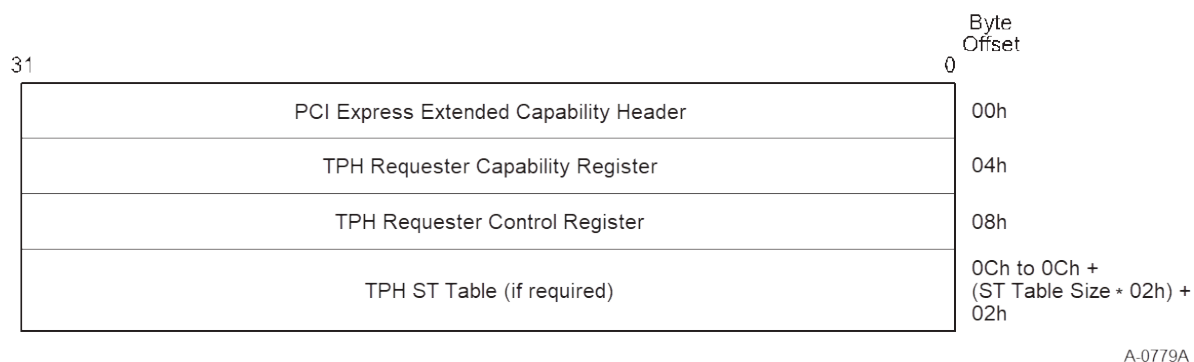 Byte
Offset
31 0
PCI Express Extended Capability Header 00h
TPH Requester Capability Register 04h
TPH Requester Control Register 08h
TPH ST Table (if required) 0Ch to 0Ch +
(ST Table Size * 02h) +
02h
A-0779A